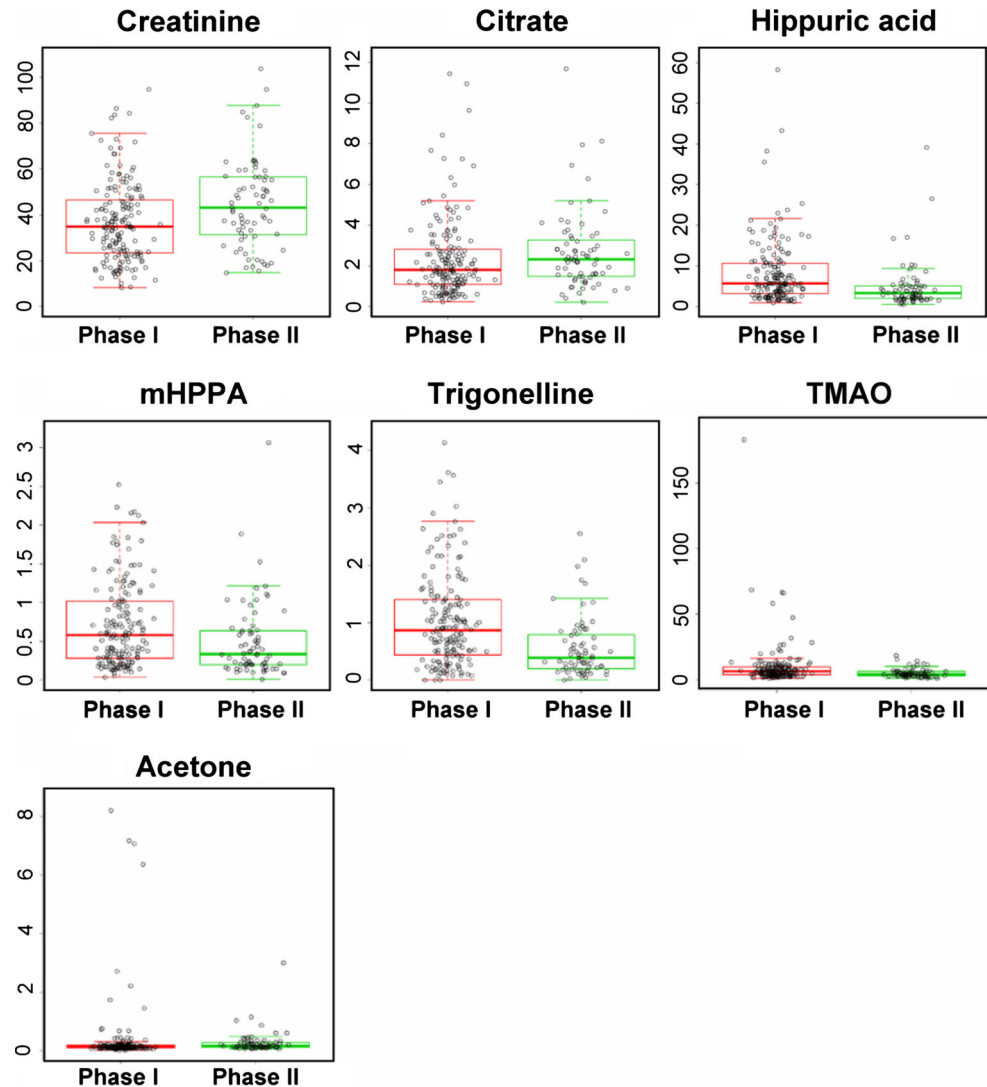 Creatinine
Citrate
Hippuric acid
100
80
60
40
20
0
12
10
8
6
4
2
0
60
50
40
30
20
10
0
Phase I
Phase II
Phase I
Phase II
Phase I
Phase II
mHPPA
Trigonelline
TMAO
3
2.5
2
1.5
1
0.5
0
4
3
2
1
0
150
100
50
0
Phase I
Phase II
Phase I
Phase II
Phase I
Phase II
Acetone
8
6
4
2
0
Phase I
Phase II